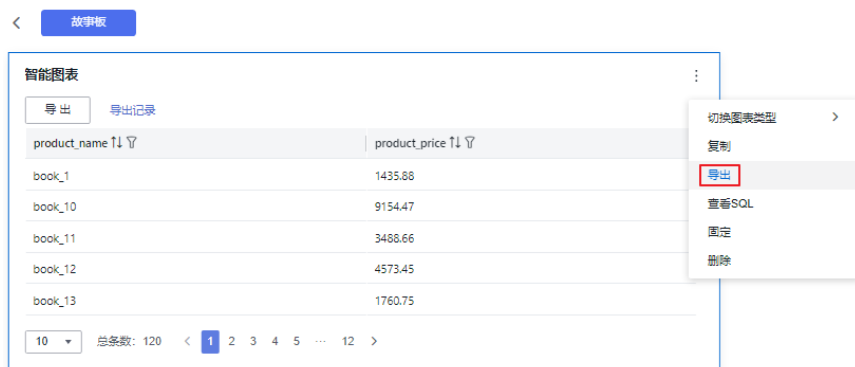 故事板
智能图表
导出 导出记录
product_name product_price
book_1 1435.88
book_10 9154.47
book_11 3488.66
book_12 4573.45
book_13 1760.75
10 总条数：120 1 2 3 4 5 ··· 12
切换图表类型
复制
导出
查看SQL
固定
删除